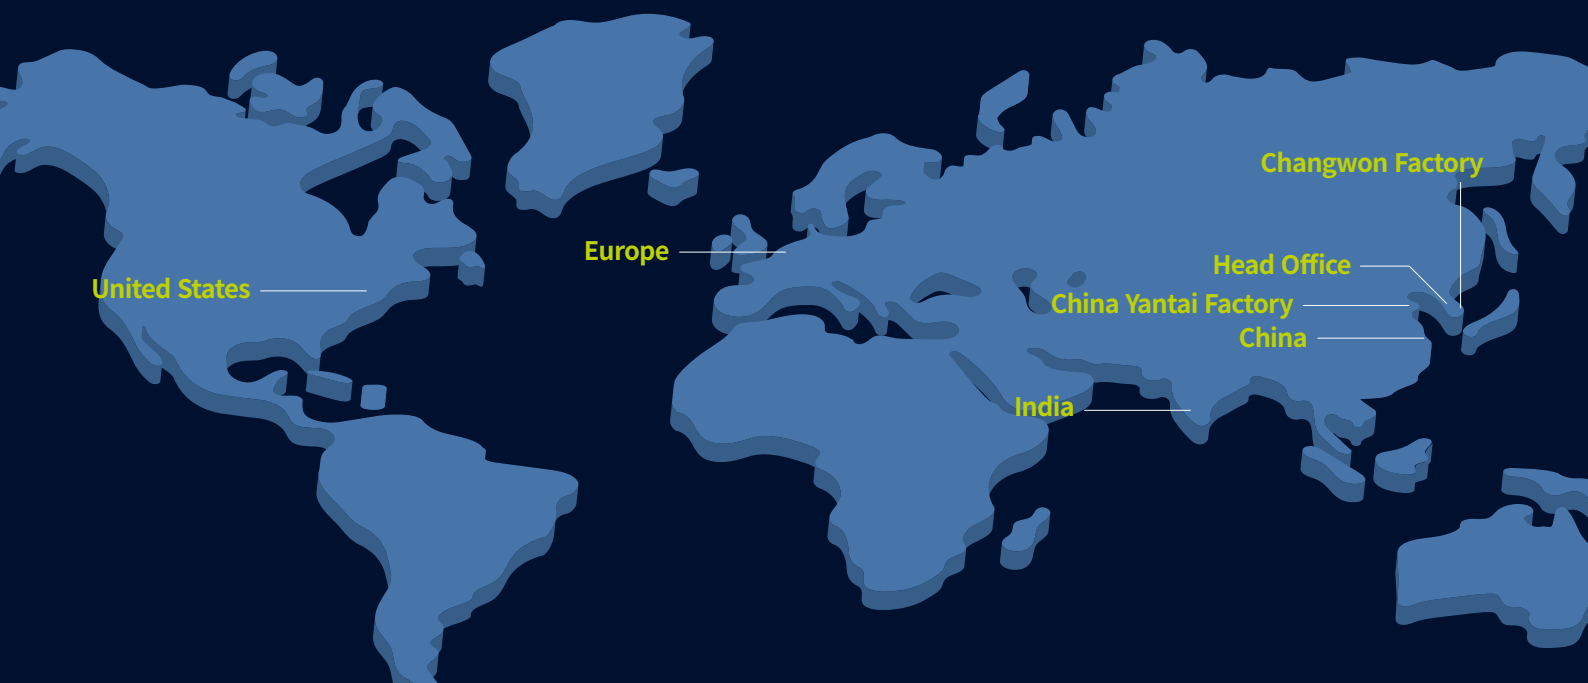 Changwon Factory
Europe
Head Office
United States
China Yantai Factory
China
India